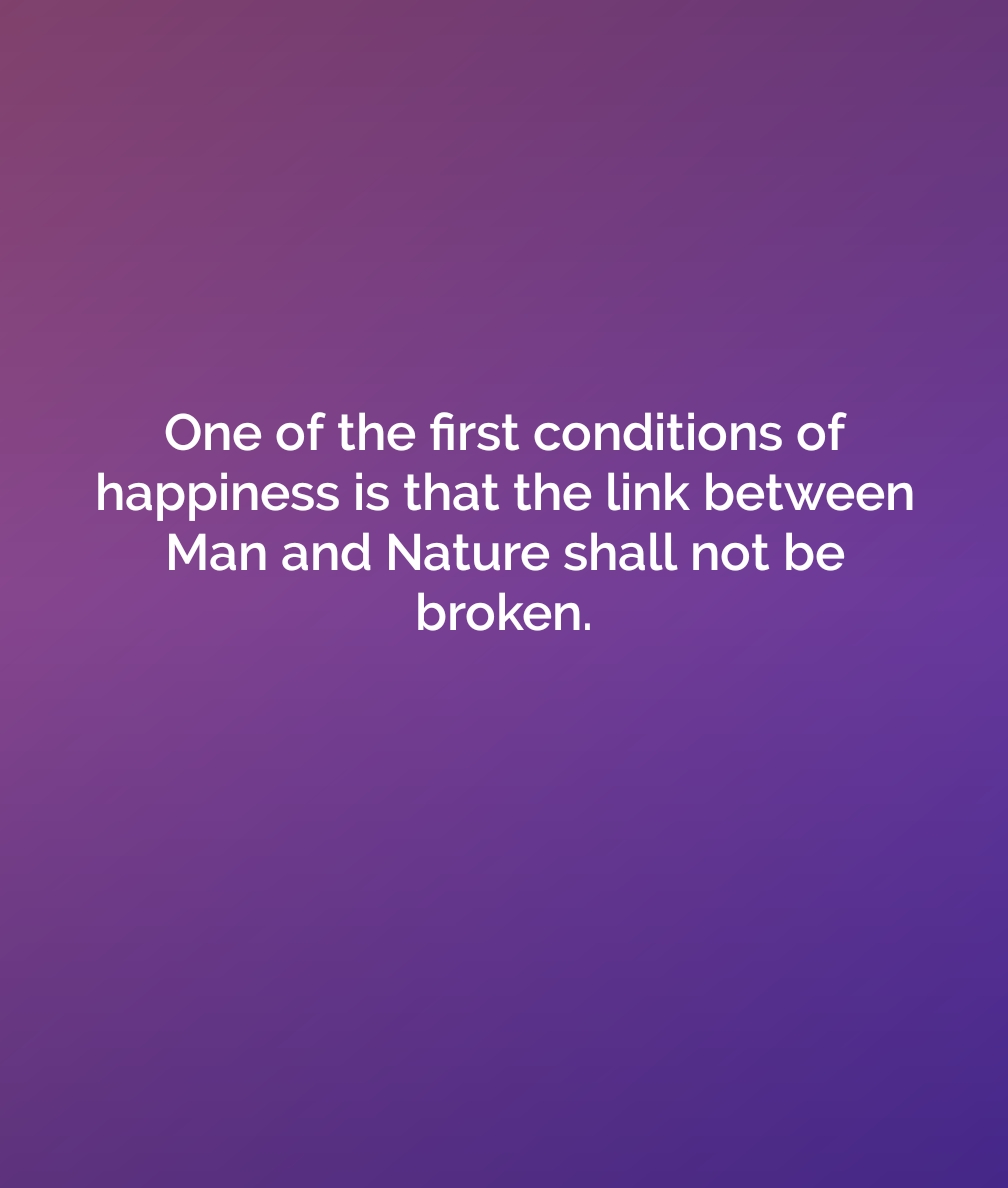 One of the first conditions of
happiness is that the link between
Man and Nature shall not be
broken.